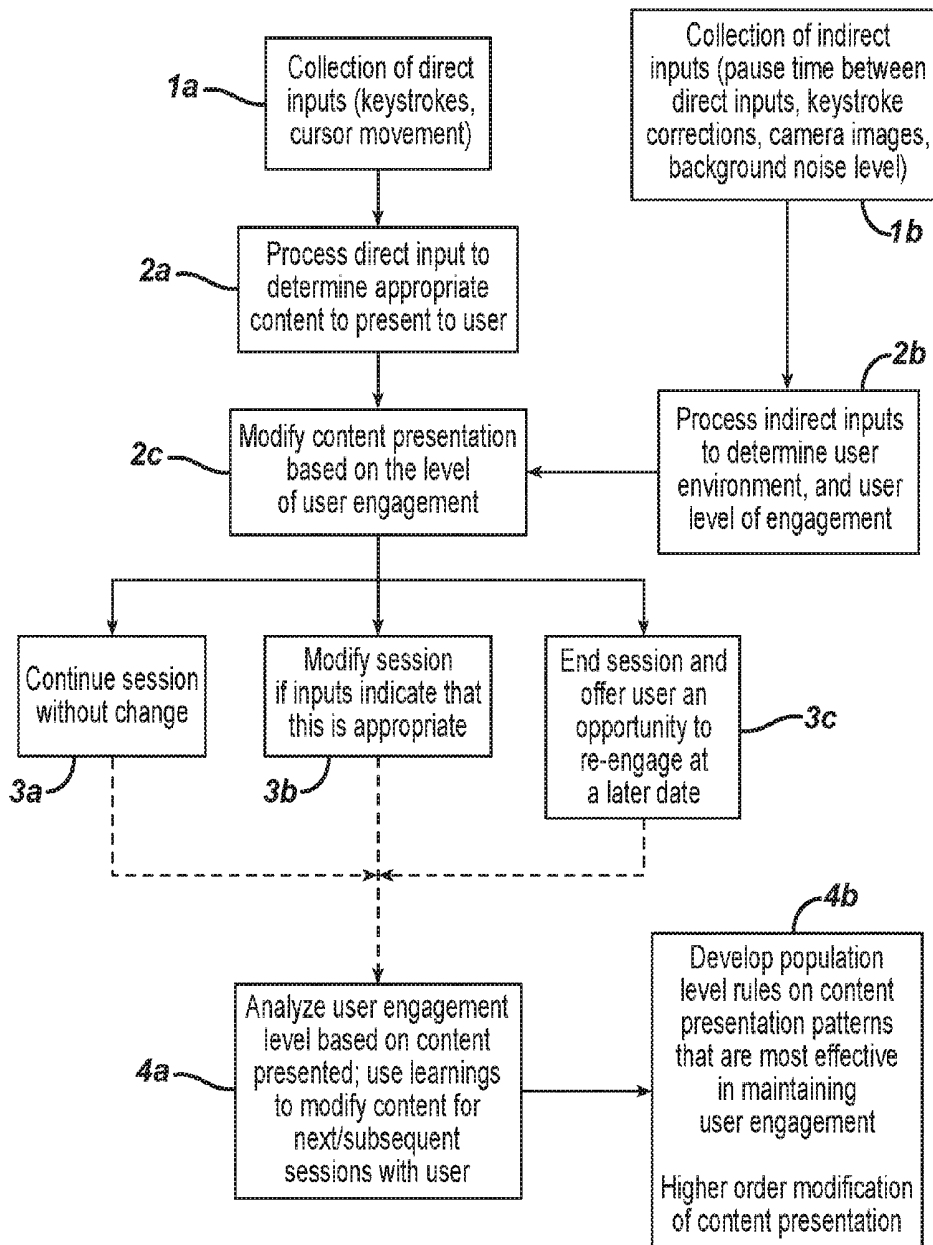 1a
Collection of direct
inputs (keystrokes,
cursor movement)
Collection of indirect
inputs (pause time between
direct inputs, keystroke
corrections, camera images,
background noise level)
1b
2a
Process direct input to
determine appropriate
content to present to user
2b
Process indirect inputs
to determine user
environment, and user
level of engagement
2c
Modify content presentation
based on the level
of user engagement
Continue session
without change
3a
Modify session
if inputs indicate that
this is appropriate
3b
End session and
offer user an
opportunity to
re-engage at
a later date
3c
4a
Analyze user engagement
level based on content
presented; use learnings
to modify content for
next/subsequent
sessions with user
4b
Develop population
level rules on content
presentation patterns
that are most effective
in maintaining
user engagement
Higher order modification
of content presentation